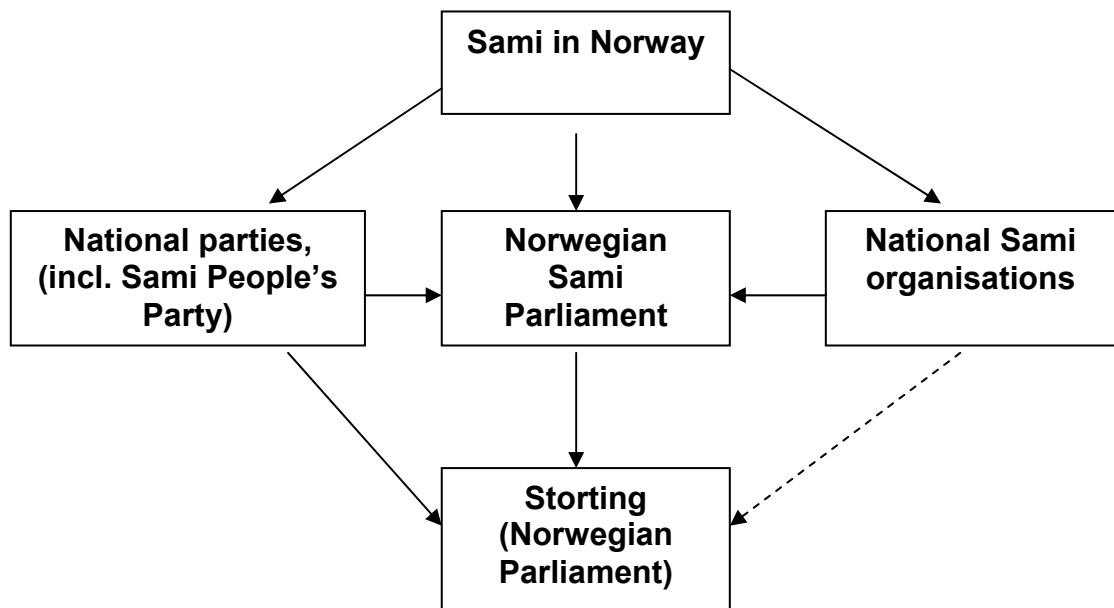 Sami in Norway
National parties,
(incl. Sami People’s
Party)
Norwegian
Sami
Parliament
National Sami
organisations
Storting
(Norwegian
Parliament)